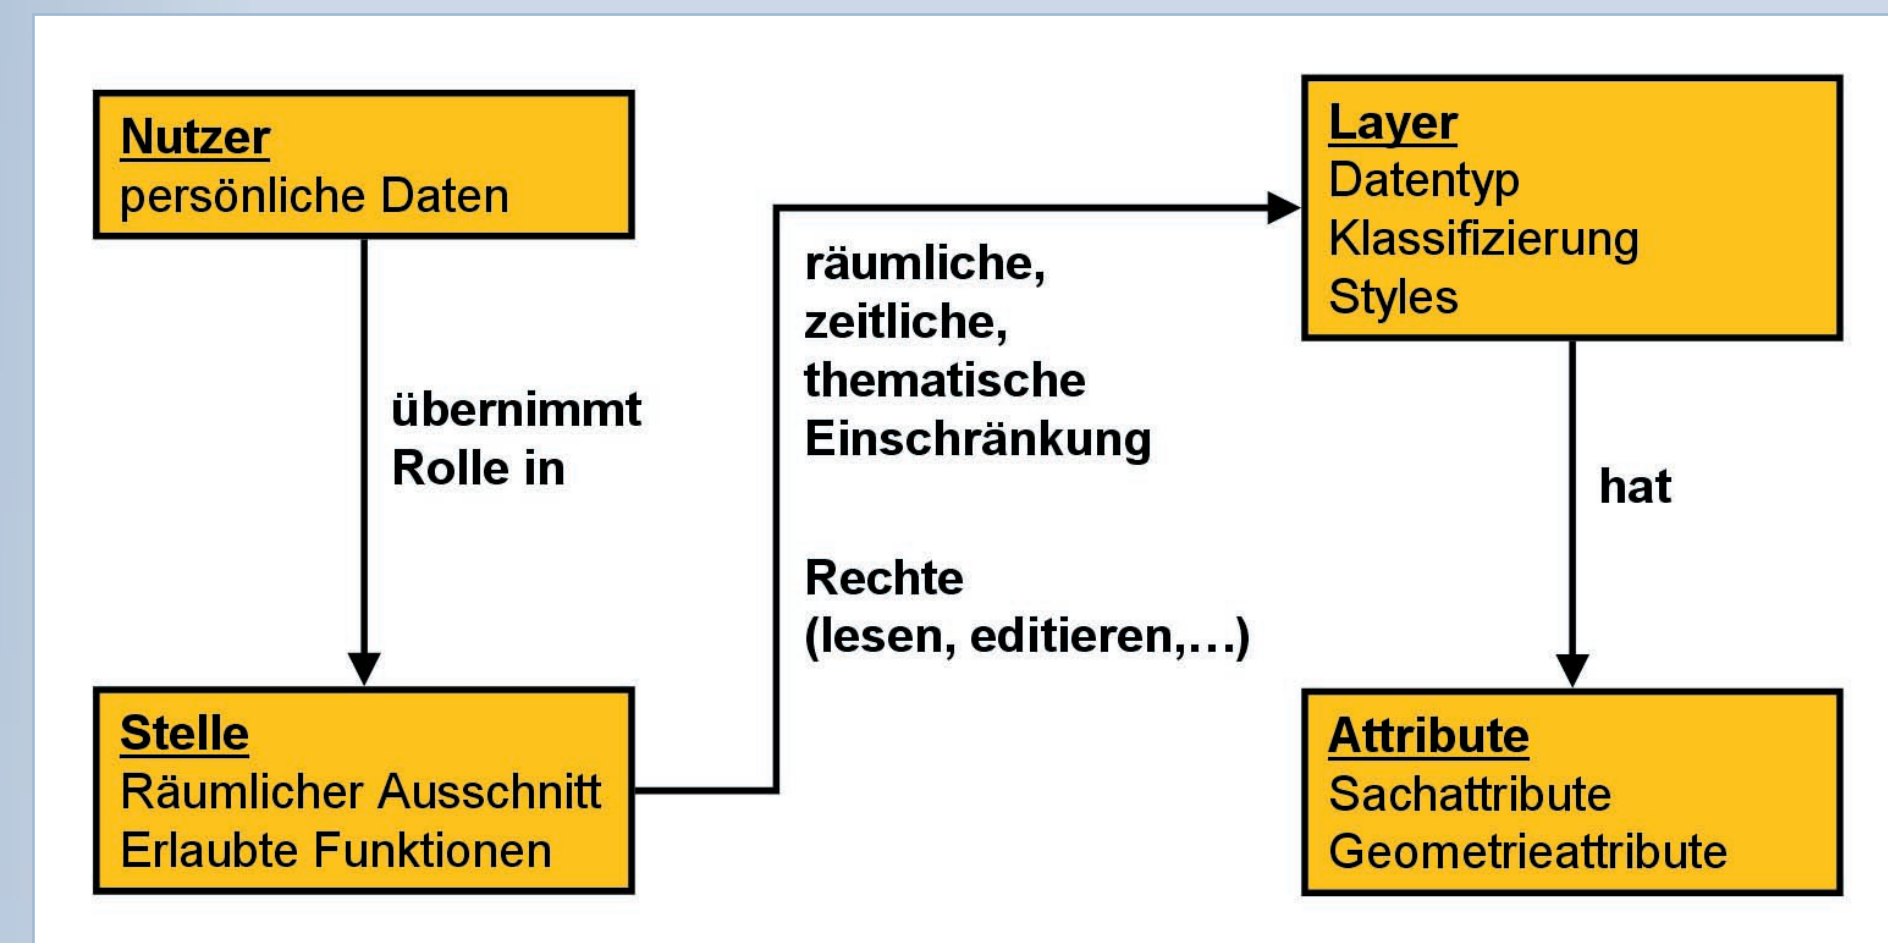 Nutzer
persönliche Daten
übernimmt
Rolle in
Stelle
Räumlicher Ausschnitt
Erlaubte Funktionen
räumliche,
zeitliche,
thematische
Einschränkung
Rechte
(lesen, editieren,...)
Layer
Datentyp
Klassifizierung
Styles
hat
Attribute
Sachattribute
Geometrieattribute